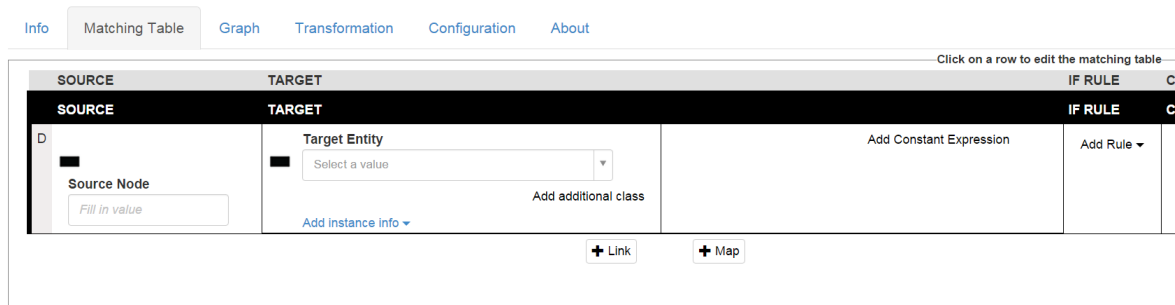 Info Matching Table Graph Transformation Configuration About
Click on a row to edit the matching table
SOURCE TARGET IF RULE C
SOURCE TARGET IF RULE C
D Target Entity Add Constant Expression Add Rule
Select a value
Source Node
Add additional class
Fill in value
Add instance info
+ Link + Map